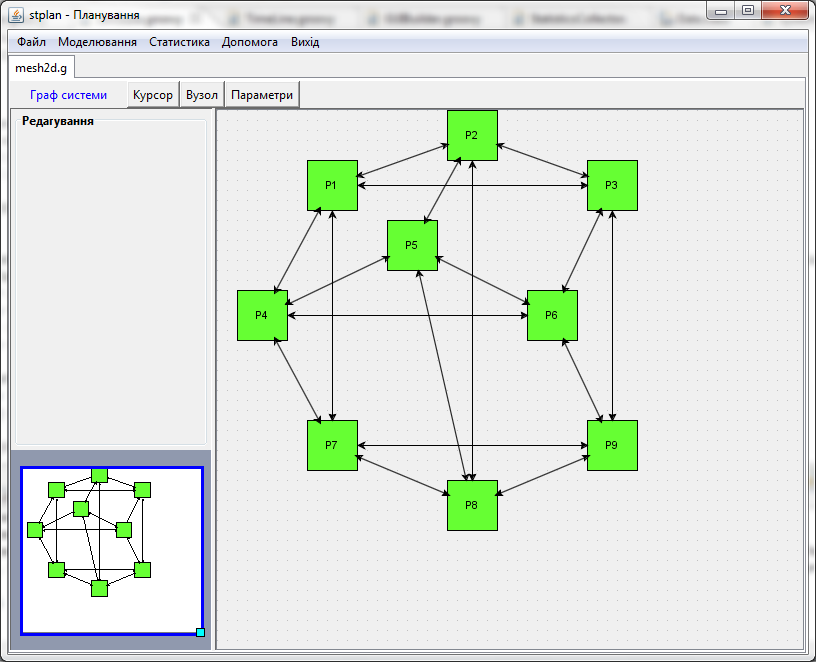 stplan - Планування
Файл Моделювання Статистика Допомога Вихід
mesh2d.g
Граф системи Курсор Вузол Параметри
Редагування
P2
P1
P3
P5
P4
P6
P7
P9
P8